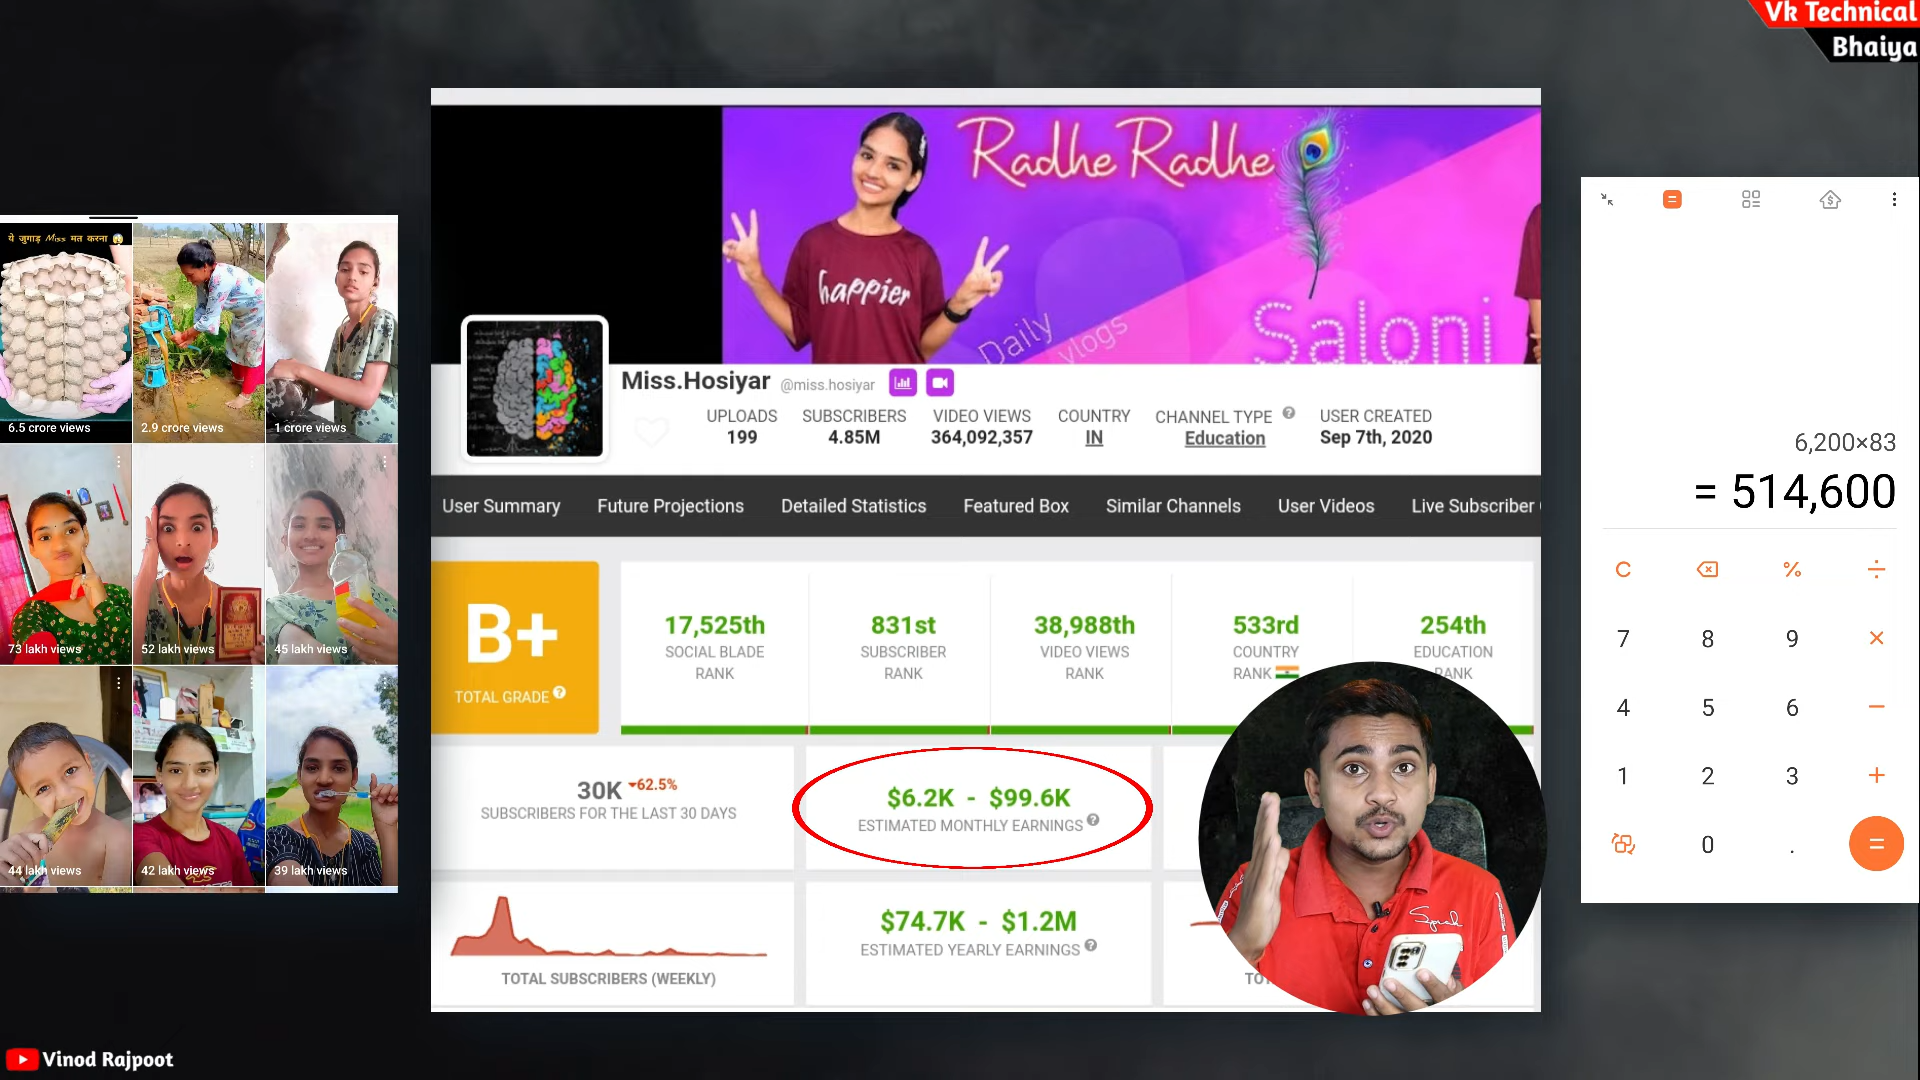 Vk Technical
Bhaiya
ये जुगाड़ Miss मत करना 😱
6.5 crore views
2.9 crore views
1 crore views
73 lakh views
52 lakh views
45 lakh views
44 lakh views
42 lakh views
39 lakh views
Radhe Radhe
happier
Daily
vlogs
Saloni
Miss.Hosiyar @miss.hosiyar
UPLOADS SUBSCRIBERS VIDEO VIEWS COUNTRY CHANNEL TYPE USER CREATED
199 4.85M 364,092,357 IN Education Sep 7th, 2020
User Summary Future Projections Detailed Statistics Featured Box Similar Channels User Videos Live Subscriber
B+
TOTAL GRADE
17,525th
SOCIAL BLADE
RANK
831st
SUBSCRIBER
RANK
38,988th
VIDEO VIEWS
RANK
533rd
COUNTRY
RANK
254th
EDUCATION
RANK
30K -62.5%
SUBSCRIBERS FOR THE LAST 30 DAYS
$6.2K - $99.6K
ESTIMATED MONTHLY EARNINGS
$74.7K - $1.2M
ESTIMATED YEARLY EARNINGS
TOTAL SUBSCRIBERS (WEEKLY)
6,200×83
= 514,600
C % ÷
7 8 9 ×
4 5 6 −
1 2 3 +
0 . =
Vinod Rajpoot